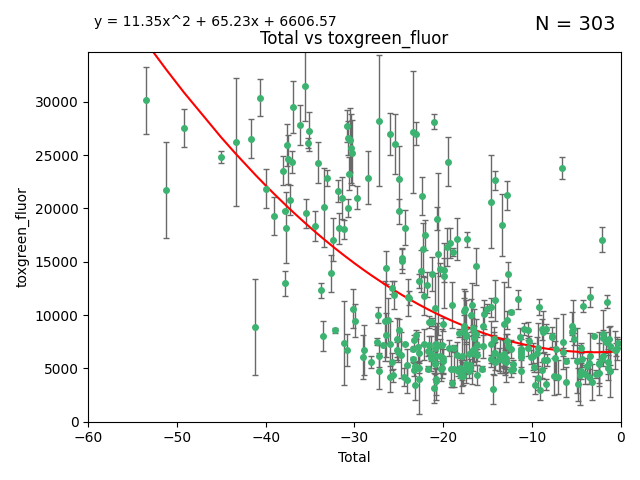 y = 11.35x^2 + 65.23x + 6606.57
N = 303
Total vs toxgreen_fluor
toxgreen_fluor
30000
25000
20000
15000
10000
5000
0
−60
−50
−40
−30
−20
−10
0
Total